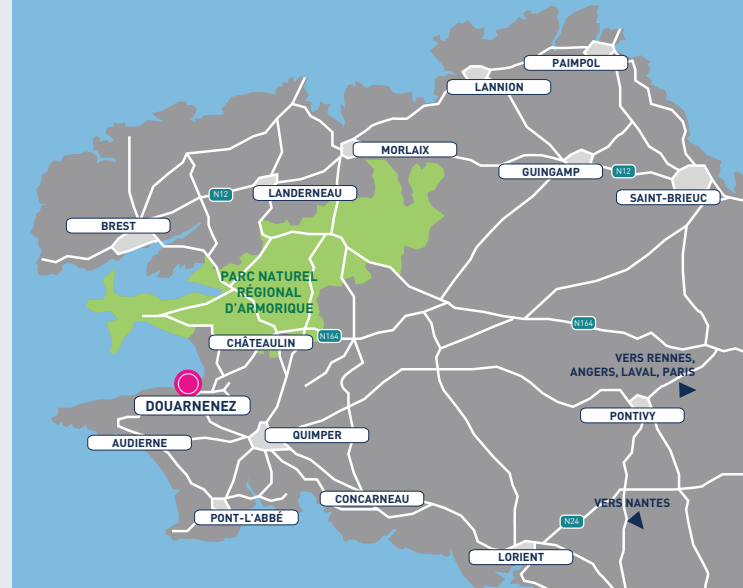 PAIMPOL
LANNION
MORLAIX
GUINGAMP
N12
N12
LANDERNEAU
SAINT-BRIEUC
BREST
PARC NATUREL
RÉGIONAL
D'ARMORIQUE
N164
N164
CHÂTEAULIN
VERS RENNES,
ANGERS, LAVAL, PARIS
DOUARNENEZ
PONTIVY
QUIMPER
AUDIERNE
CONCARNEAU
VERS NANTES
PONT-L'ABBÉ
N24
LORIENT